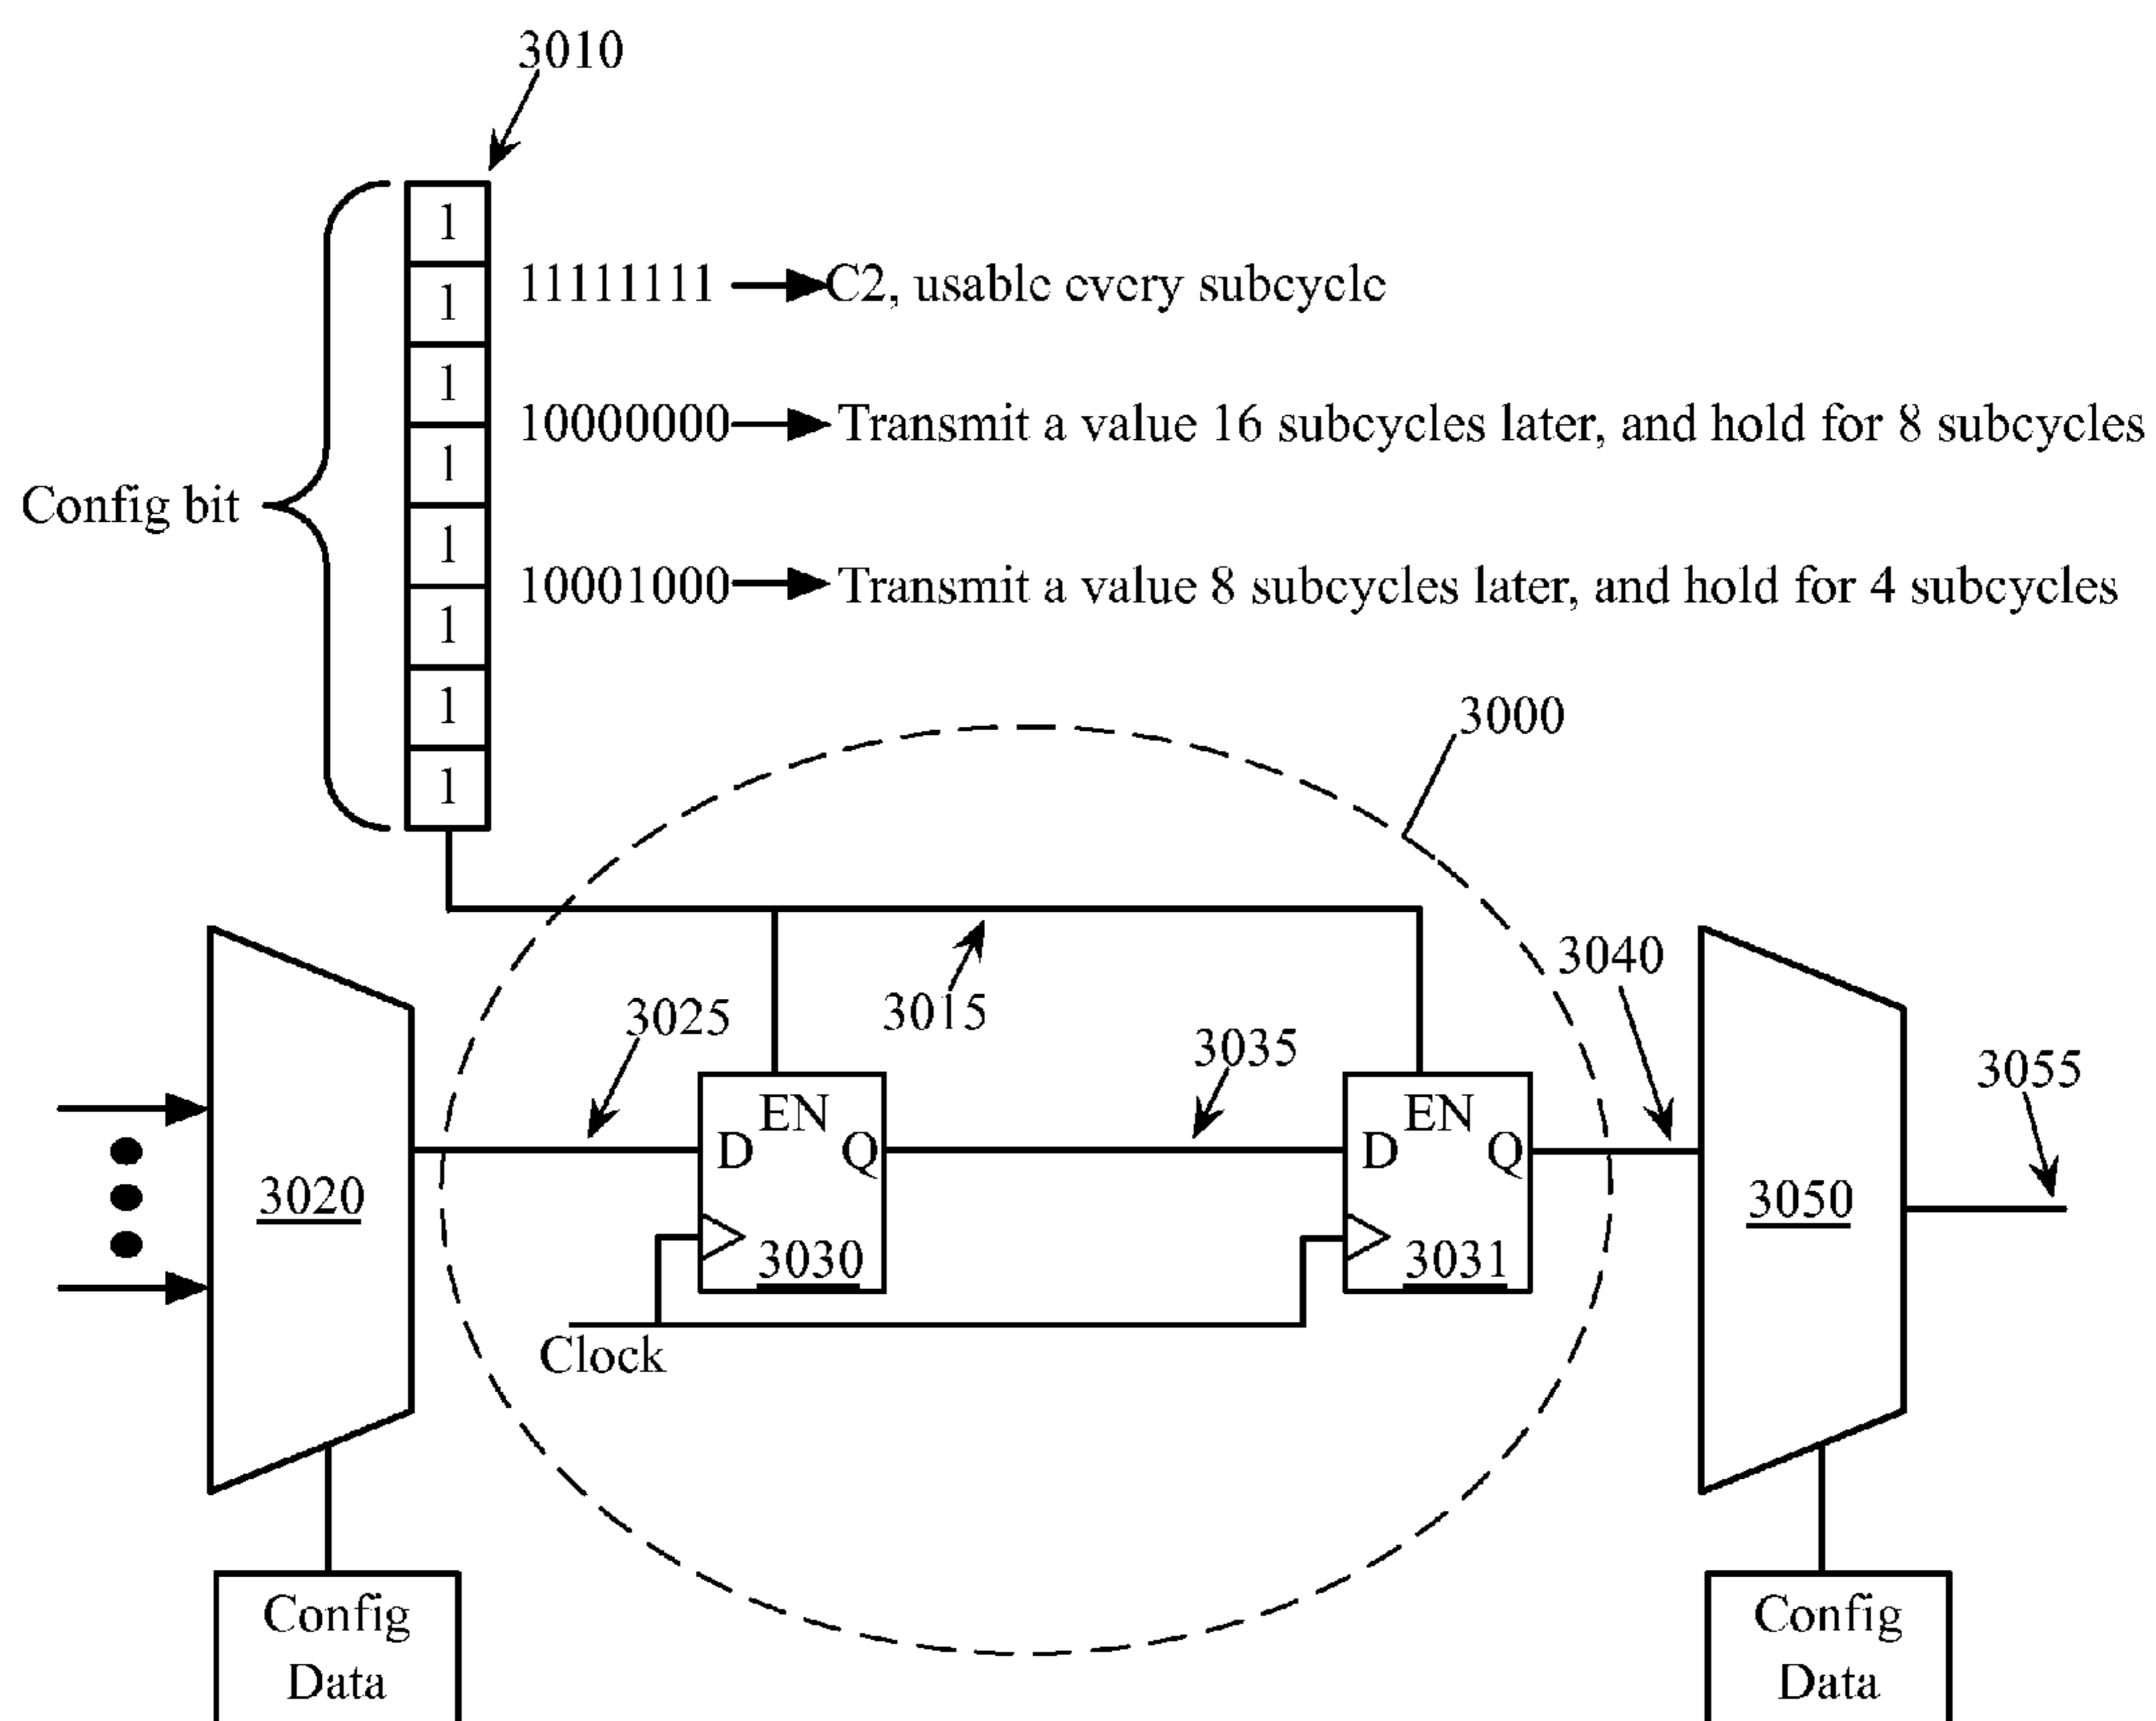 3010
1
1
1
1
1
1
1
1
Config bit
11111111 C2, usable every subcycle
10000000 Transmit a value 16 subcycles later, and hold for 8 subcycles
10001000 Transmit a value 8 subcycles later, and hold for 4 subcycles
3000
3015
3040
3025
3035
3055
3020
EN
D Q
3030
EN
D Q
3031
3050
Clock
Config
Data
Config
Data